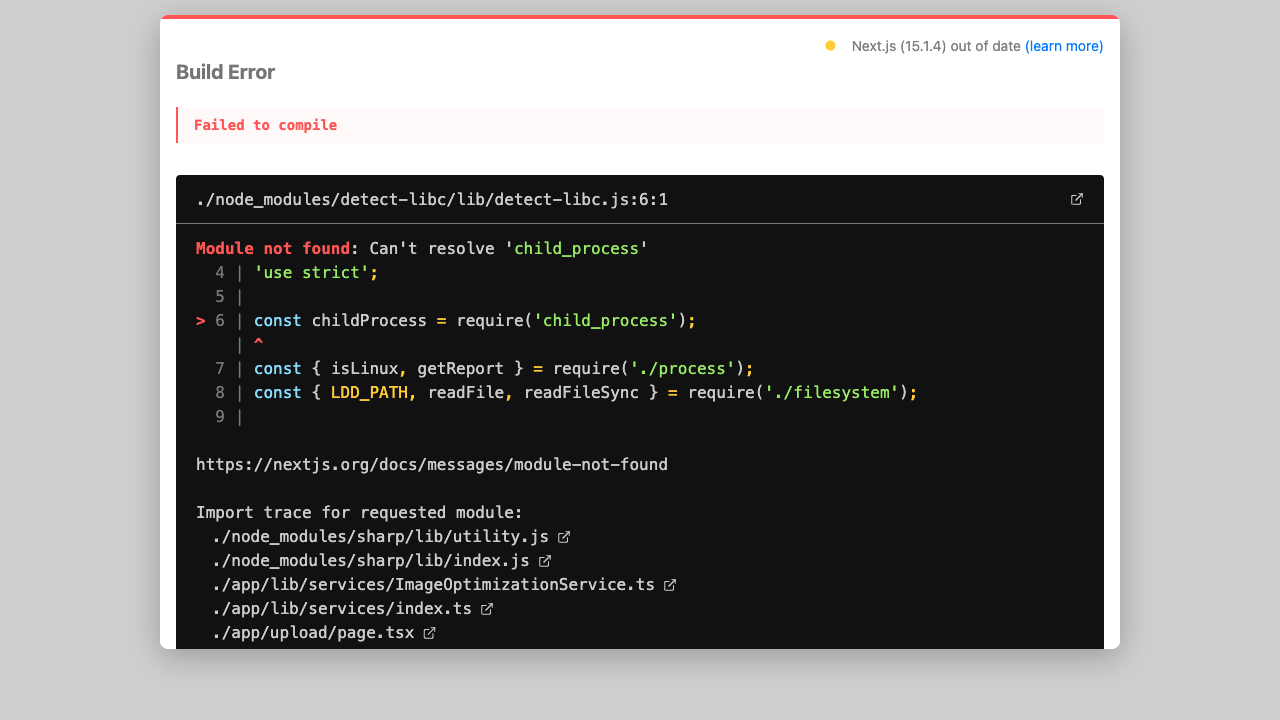 Next.js (15.1.4) out of date (learn more)
Build Error
Failed to compile
./node_modules/detect-libc/lib/detect-libc.js:6:1
Module not found: Can't resolve 'child_process'
  4 | 'use strict';
  5 |
> 6 | const childProcess = require('child_process');
    | ^
  7 | const { isLinux, getReport } = require('./process');
  8 | const { LDD_PATH, readFile, readFileSync } = require('./filesystem');
  9 |
https://nextjs.org/docs/messages/module-not-found
Import trace for requested module:
./node_modules/sharp/lib/utility.js
./node_modules/sharp/lib/index.js
./app/lib/services/ImageOptimizationService.ts
./app/lib/services/index.ts
./app/upload/page.tsx